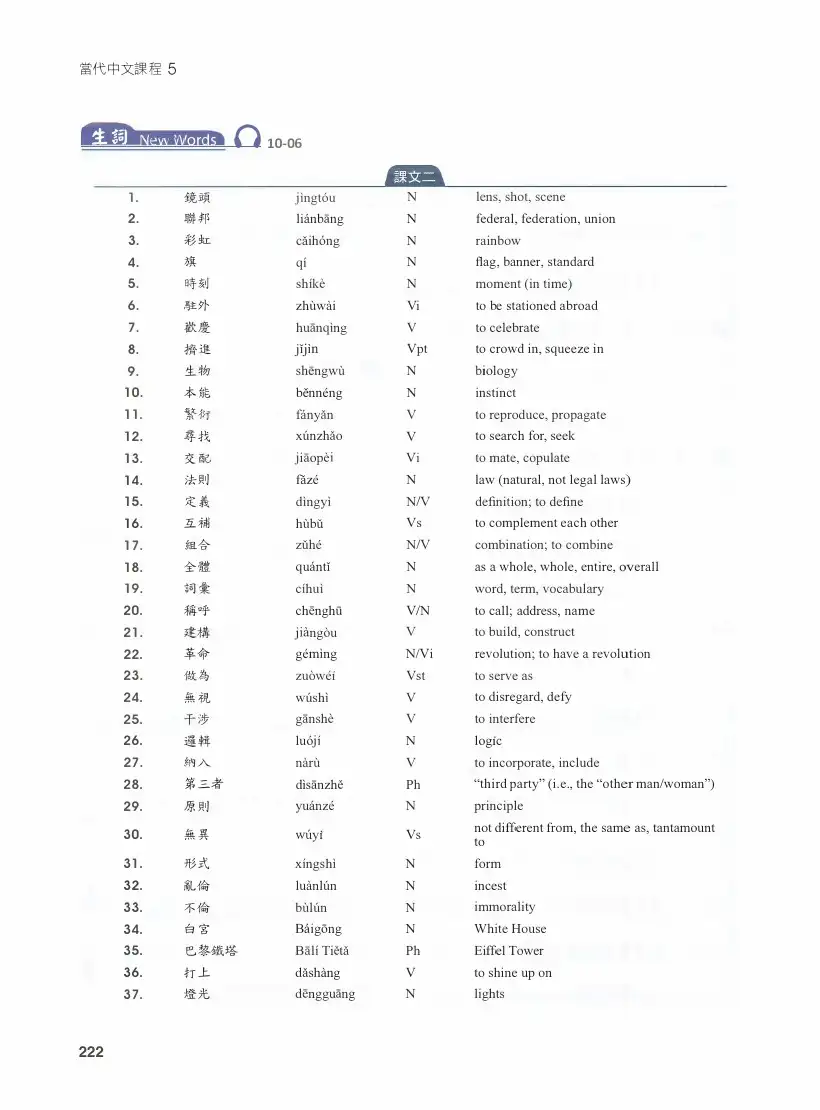 當代中文課程 5
生詞 New Words 10-06
課文二
1. 鏡頭 jìngtóu N lens, shot, scene
2. 聯邦 liánbāng N federal, federation, union
3. 彩虹 cǎihóng N rainbow
4. 旗 qí N flag, banner, standard
5. 時刻 shíkè N moment (in time)
6. 駐外 zhùwài Vi to be stationed abroad
7. 歡慶 huānqìng V to celebrate
8. 擠進 jǐjìn Vpt to crowd in, squeeze in
9. 生物 shēngwù N biology
10. 本能 běnnéng N instinct
11. 繁衍 fányǎn V to reproduce, propagate
12. 尋找 xúnzhǎo V to search for, seek
13. 交配 jiāopèi Vi to mate, copulate
14. 法則 fǎzé N law (natural, not legal laws)
15. 定義 dìngyì N/V definition; to define
16. 互補 hùbǔ Vs to complement each other
17. 組合 zǔhé N/V combination; to combine
18. 全體 quántǐ N as a whole, whole, entire, overall
19. 詞彙 cíhuì N word, term, vocabulary
20. 稱呼 chēnghū V/N to call; address, name
21. 建構 jiàngòu V to build, construct
22. 革命 gémìng N/Vi revolution; to have a revolution
23. 做為 zuòwéi Vst to serve as
24. 無視 wúshì V to disregard, defy
25. 干涉 gānshè V to interfere
26. 邏輯 luójí N logic
27. 納入 nàrù V to incorporate, include
28. 第三者 dìsānzhě Ph “third party” (i.e., the “other man/woman”)
29. 原則 yuánzé N principle
30. 無異 wúyì Vs not different from, the same as, tantamount
to
31. 形式 xíngshì N form
32. 亂倫 luànlún N incest
33. 不倫 bùlún N immorality
34. 白宮 Báigōng N White House
35. 巴黎鐵塔 Bālí Tiětǎ Ph Eiffel Tower
36. 打上 dǎshàng V to shine up on
37. 燈光 dēngguāng N lights
222